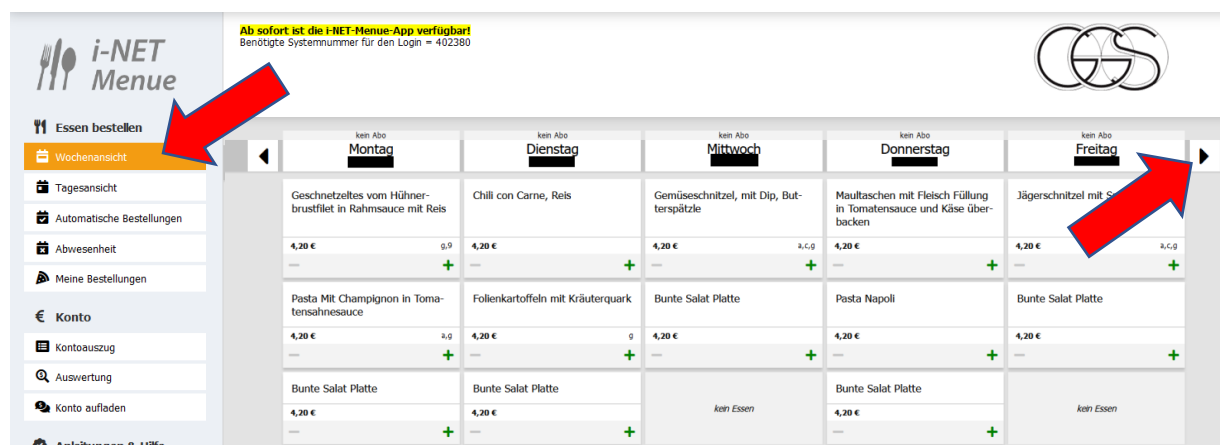 i-NET
Menue
Ab sofort ist die i-NET-Menue-App verfügbar!
Benötigte Systemnummer für den Login = 402380
GGS
Essen bestellen
Wochenansicht
Tagesansicht
Automatische Bestellungen
Abwesenheit
Meine Bestellungen
€ Konto
Kontoauszug
Auswertung
Konto aufladen
kein Abo
Montag
kein Abo
Dienstag
kein Abo
Mittwoch
kein Abo
Donnerstag
kein Abo
Freitag
Geschnetzeltes vom Hühner-
brustfilet in Rahmsauce mit Reis
4,20 € g,9
Chili con Carne, Reis
4,20 €
Gemüseschnitzel, mit Dip, But-
terspätzle
4,20 € a,c,g
Maultaschen mit Fleisch Füllung
in Tomatensauce und Käse über-
backen
4,20 €
Jägerschnitzel mit
4,20 € a,c,g
Pasta Mit Champignon in Toma-
tensahnesauce
4,20 € a,g
Folienkartoffeln mit Kräuterquark
4,20 € g
Bunte Salat Platte
4,20 €
Pasta Napoli
4,20 €
Bunte Salat Platte
4,20 €
Bunte Salat Platte
4,20 €
Bunte Salat Platte
4,20 €
kein Essen
Bunte Salat Platte
4,20 €
kein Essen